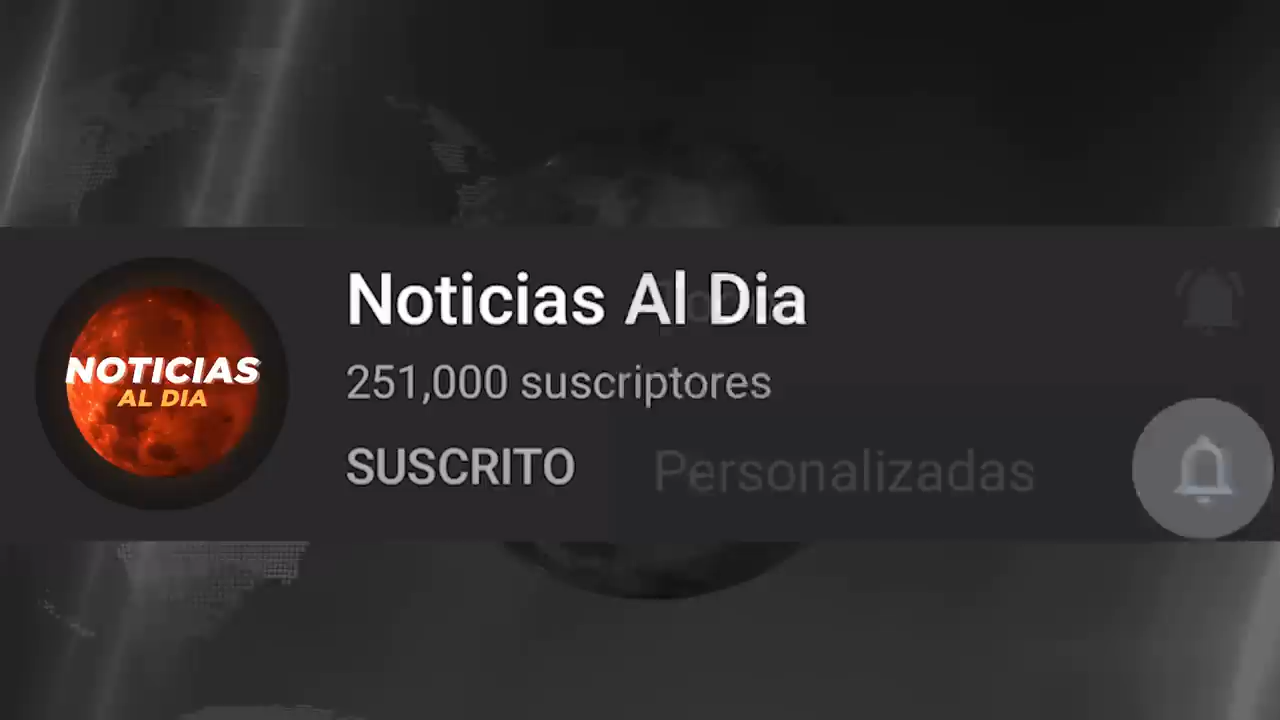 Noticias Al Dia
251,000 suscriptores
SUSCRITO
Personalizadas
NOTICIAS
AL DIA